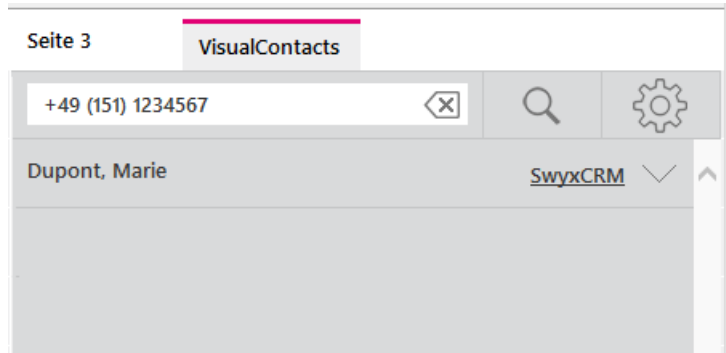 Seite 3 VisualContacts
+49 (151) 1234567
Dupont, Marie SwyxCRM